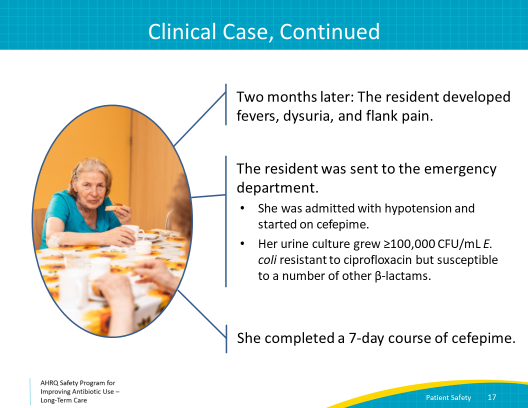 Clinical Case, Continued
Two months later: The resident developed
fevers, dysuria, and flank pain.
The resident was sent to the emergency
department.
• She was admitted with hypotension and
started on cefepime.
• Her urine culture grew ≥100,000 CFU/mL E.
coli resistant to ciprofloxacin but susceptible
to a number of other β-lactams.
She completed a 7-day course of cefepime.
AHRQ Safety Program for
Improving Antibiotic Use –
Long-Term Care
Patient Safety 17